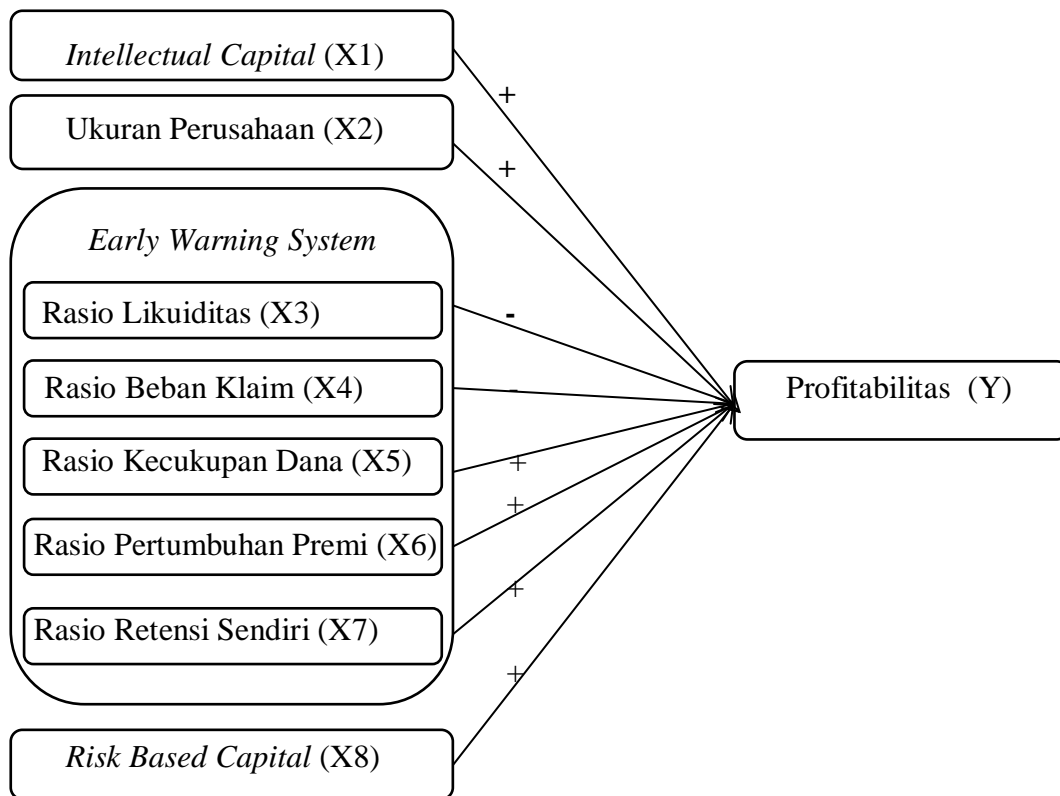 Intellectual Capital (X1)
+
Ukuran Perusahaan (X2)
+
Early Warning System
Rasio Likuiditas (X3)
-
Rasio Beban Klaim (X4)
-
Profitabilitas (Y)
Rasio Kecukupan Dana (X5)
+
Rasio Pertumbuhan Premi (X6)
+
Rasio Retensi Sendiri (X7)
+
Risk Based Capital (X8)
+